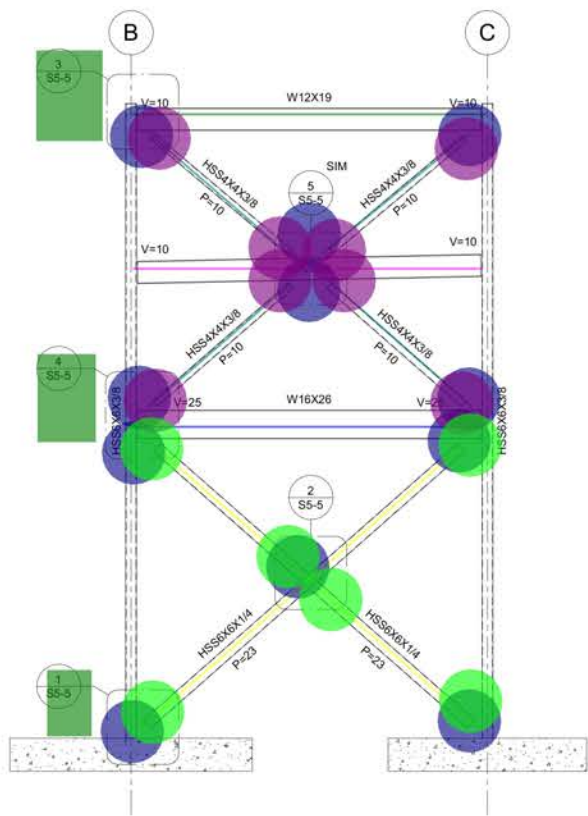 B
C
3
S5-5
V=10
W12X19
V=10
HSS4X4X3/8
P=10
SIM
5
S5-5
HSS4X4X3/8
P=10
V=10
V=10
HSS4X4X3/8
P=10
HSS4X4X3/8
P=10
4
S5-5
HSS6X6X3/8
V=25
W16X26
HSS6X6X3/8
2
S5-5
HSS6X6X1/4
P=23
HSS6X6X1/4
P=23
1
S5-5